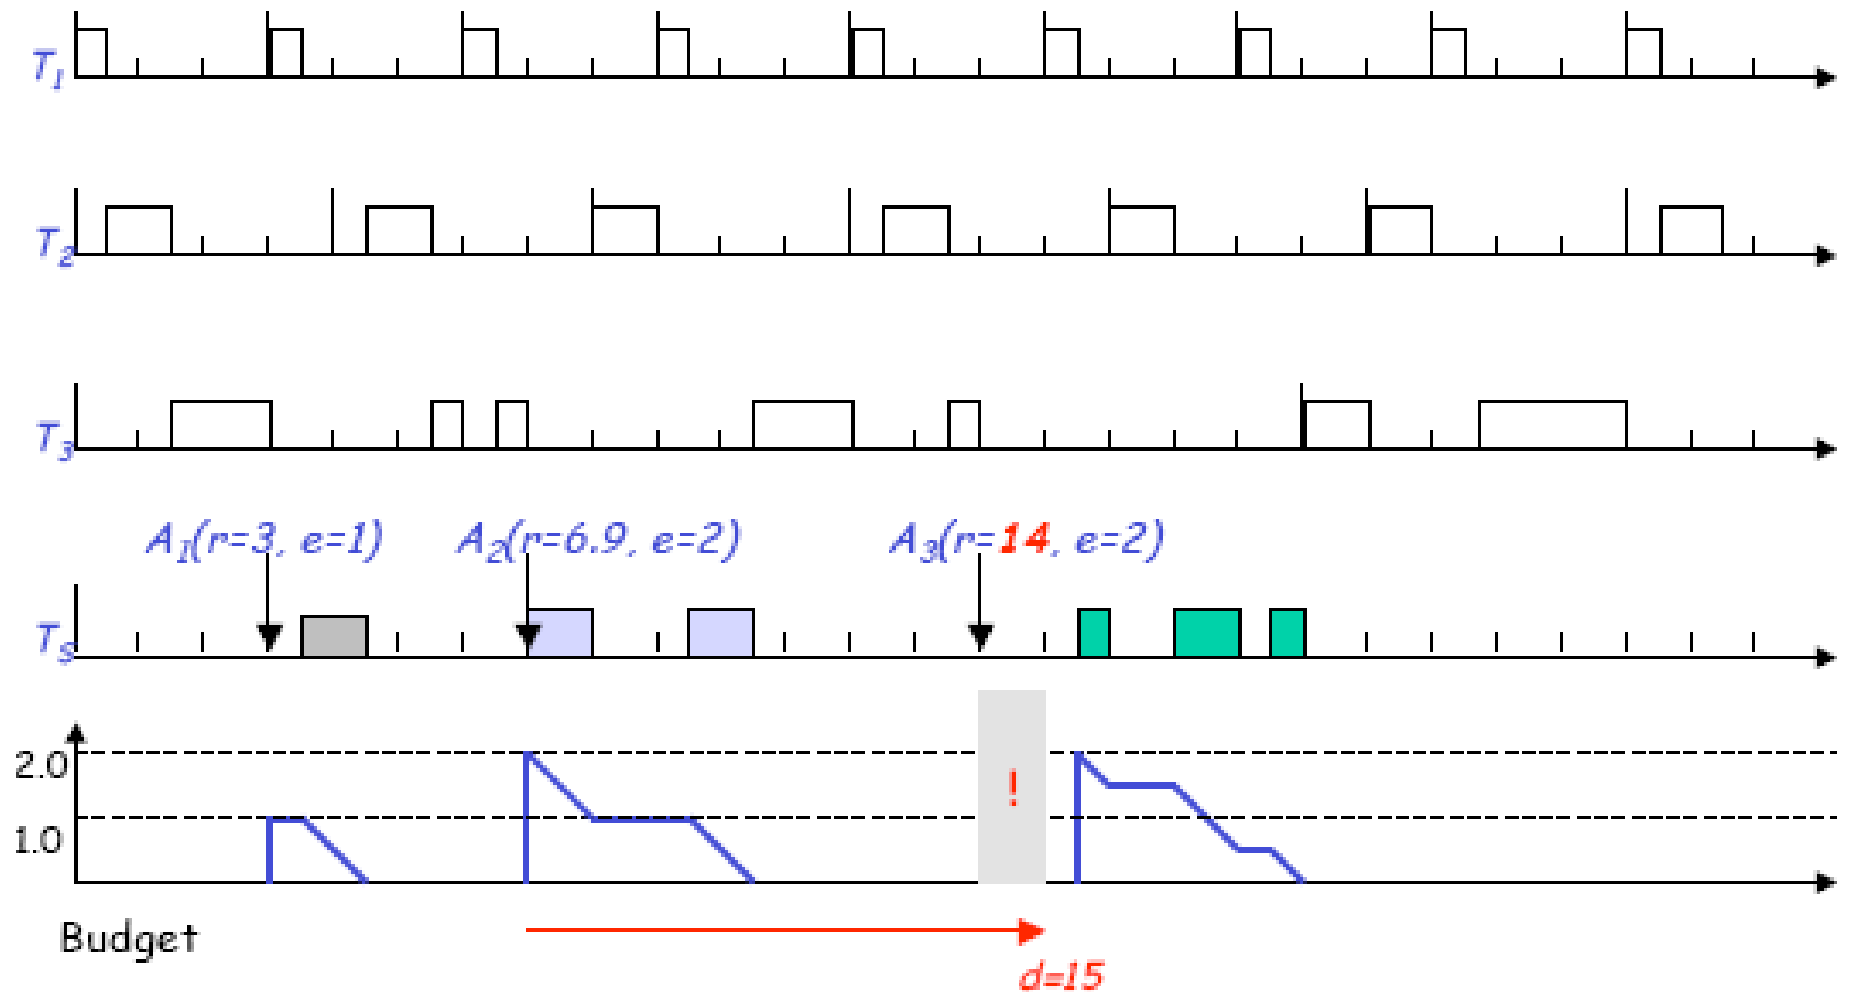 T1
T2
T3
A1(r=3, e=1) A2(r=6.9, e=2) A3(r=14, e=2)
TS
2.0
!
1.0
Budget
d=15